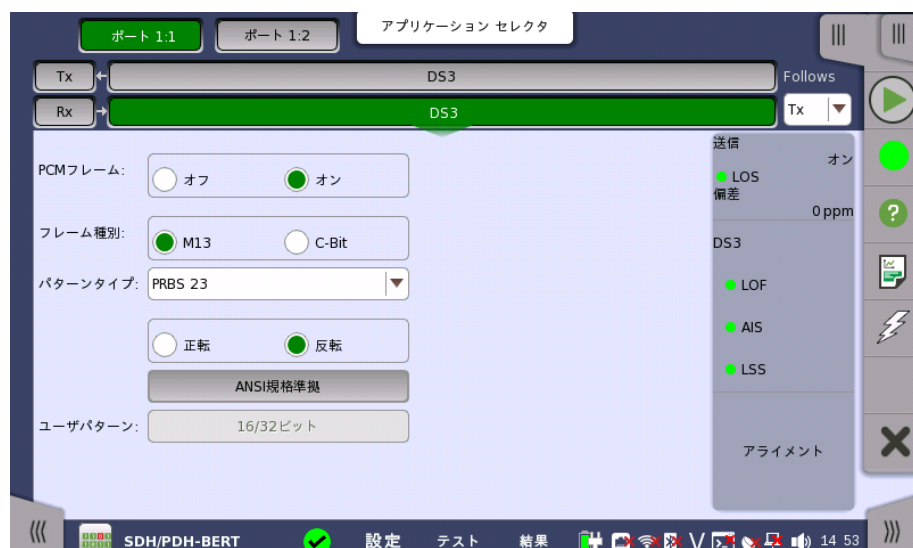 アプリケーション セレクタ
ポート 1:1
ポート 1:2
Tx
DS3
Follows
Rx
DS3
Tx
PCMフレーム:
オフ
オン
フレーム種別:
M13
C-Bit
パターンタイプ:
PRBS 23
正転
反転
ANSI規格準拠
ユーザパターン:
16/32ビット
送信
オン
LOS
偏差
0 ppm
DS3
LOF
AIS
LSS
アライメント
SDH/PDH-BERT
設定
テスト
結果
14 53